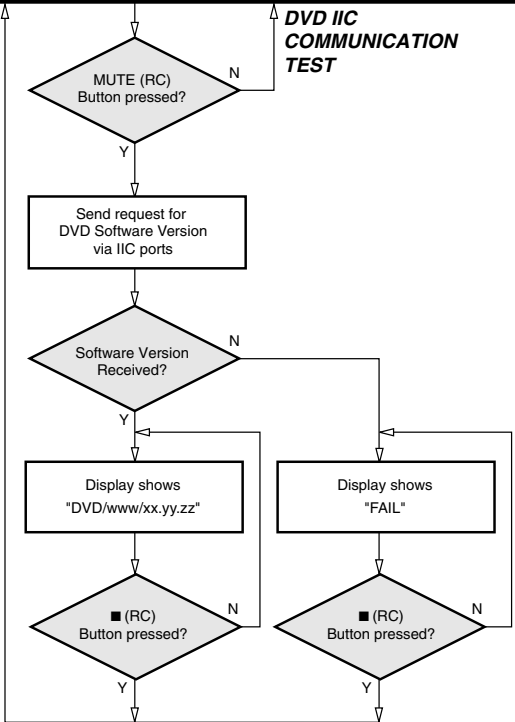 DVD IIC
COMMUNICATION
TEST
MUTE (RC)
Button pressed?
N
Y
Send request for
DVD Software Version
via IIC ports
Software Version
Received?
N
Y
Display shows
"DVD/www/xx.yy.zz"
Display shows
"FAIL"
■ (RC)
Button pressed?
N
Y
■ (RC)
Button pressed?
N
Y